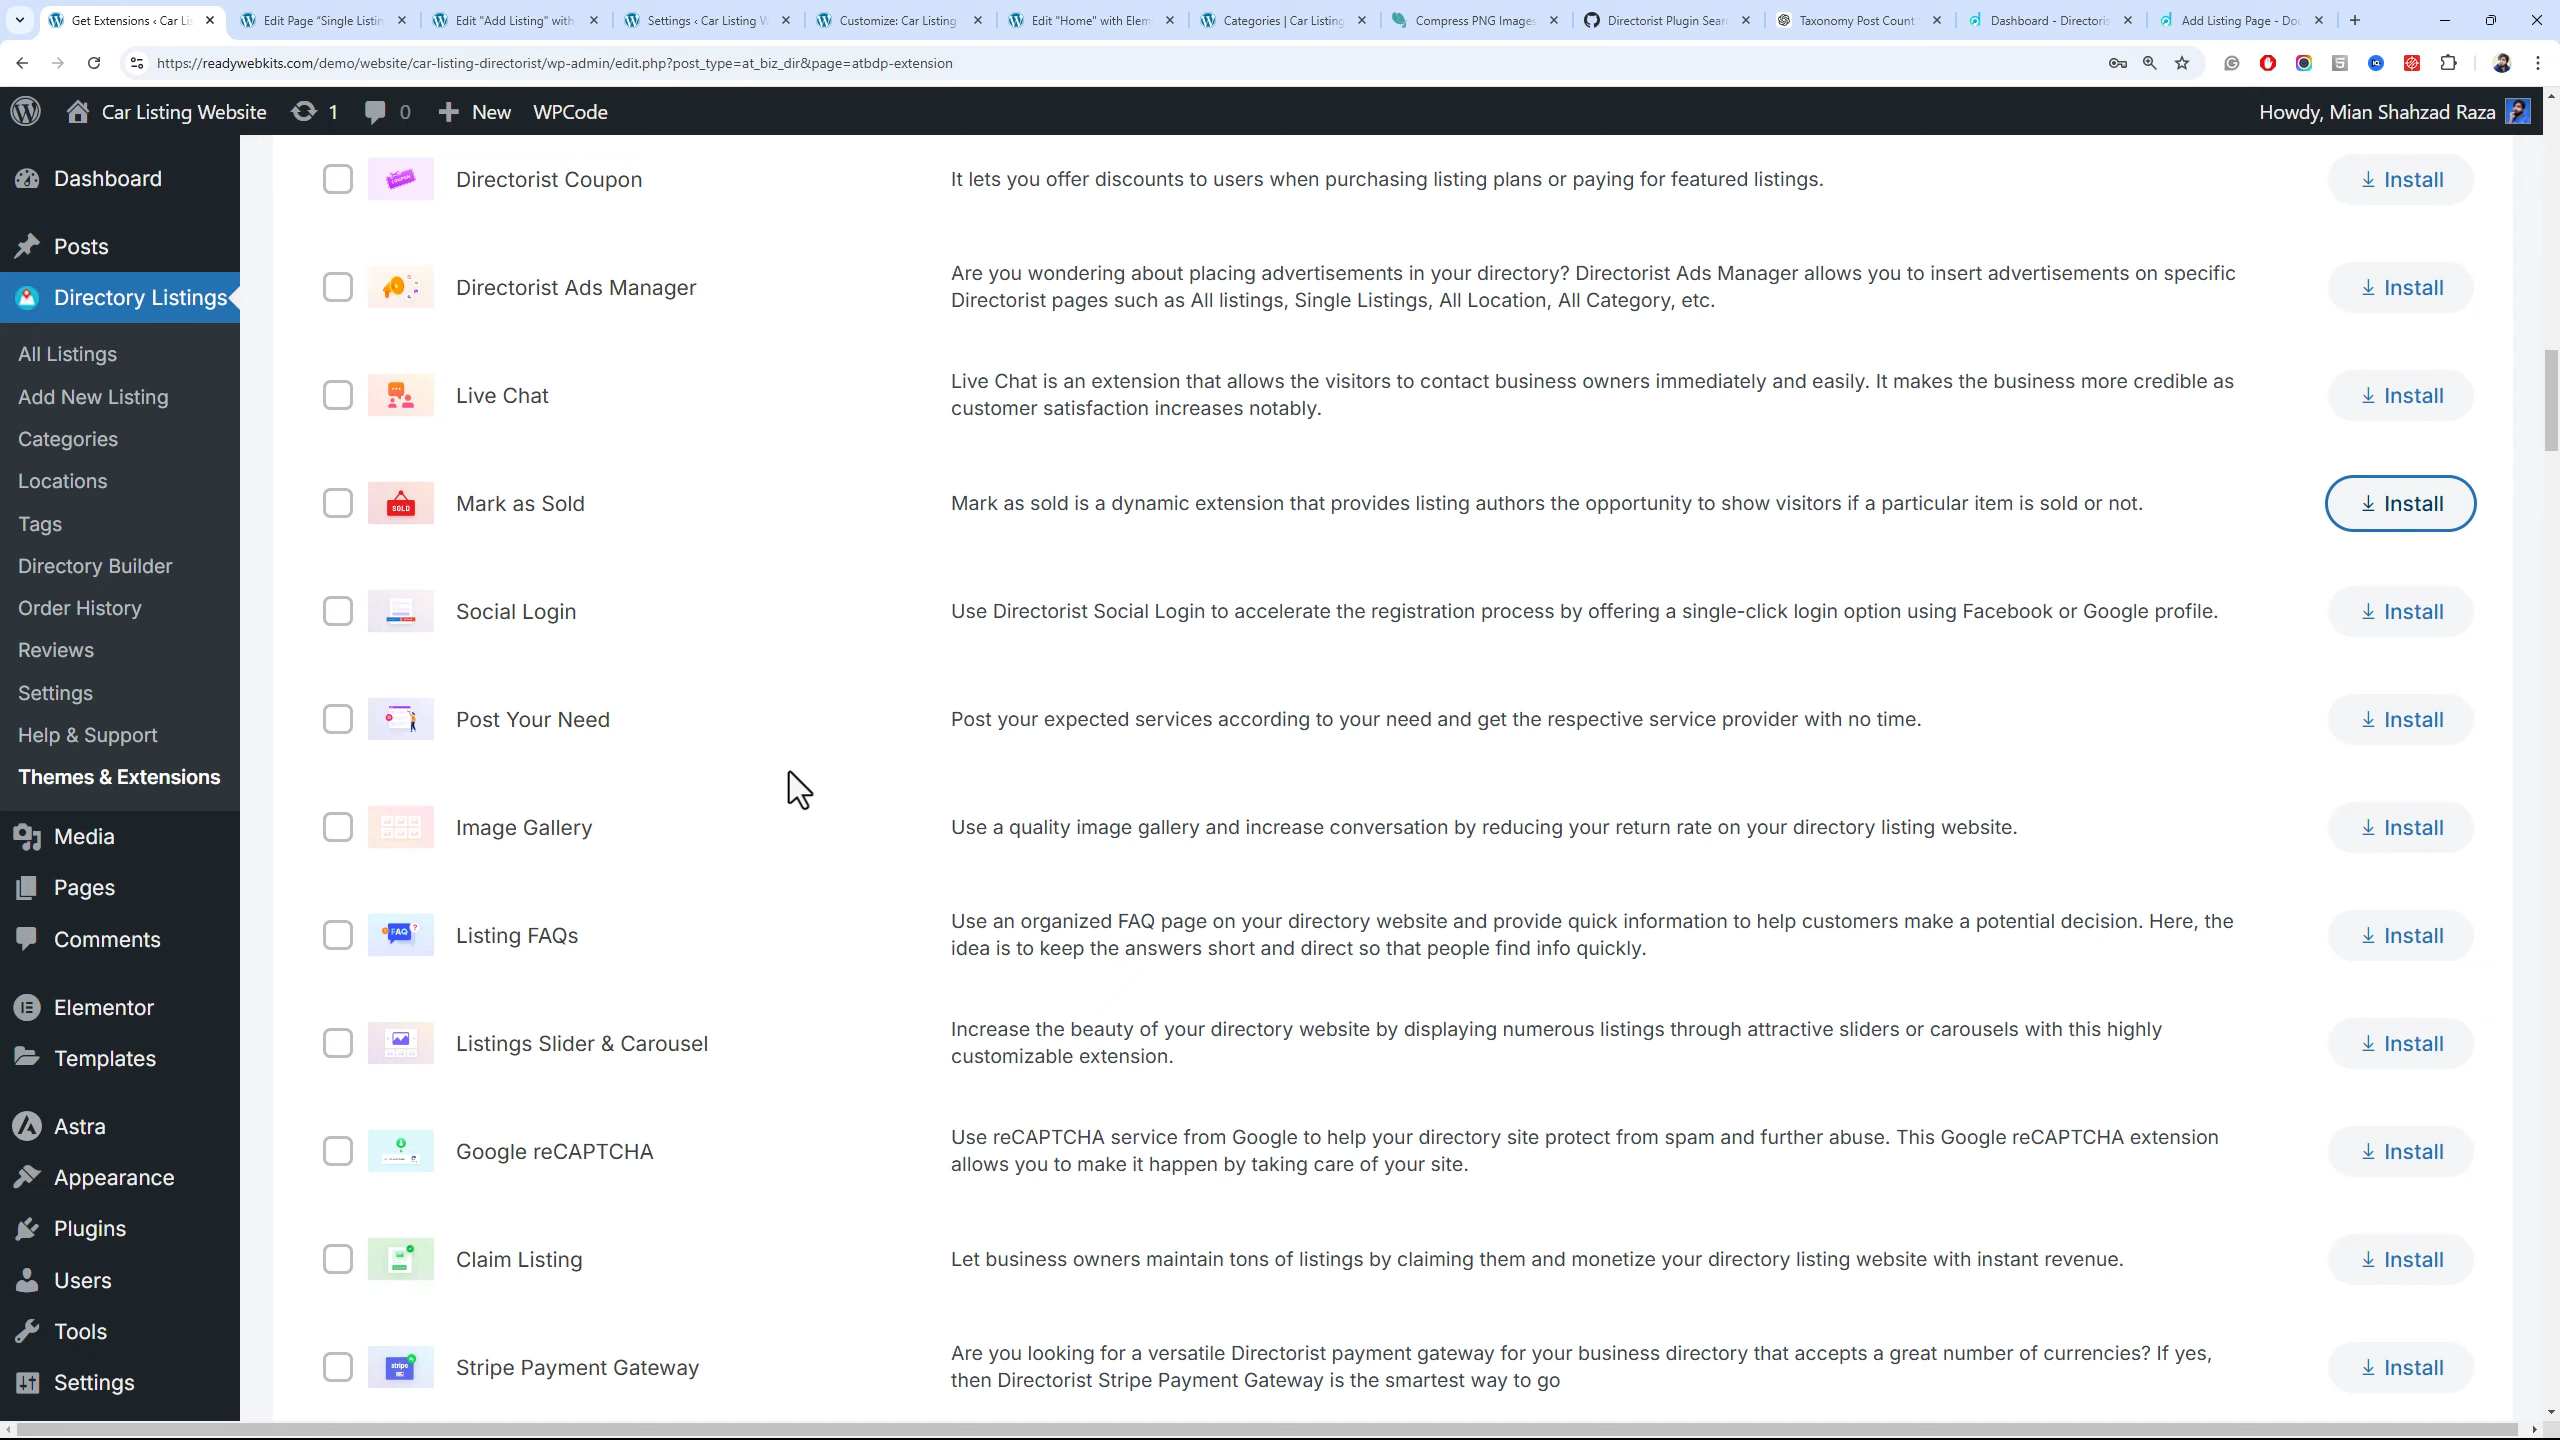 Get Extensions ‹ Car Li
Edit Page “Single Listin
Edit "Add Listing" with
Settings ‹ Car Listing
Customize: Car Listing
Edit "Home" with Elem
Categories | Car Listing
Compress PNG Images
Directorist Plugin Sear
Taxonomy Post Count
Dashboard - Directoris
Add Listing Page - Doc
https://readywebkits.com/demo/website/car-listing-directorist/wp-admin/edit.php?post_type=at_biz_dir&page=atbdp-extension
Car Listing Website
1
0
New
WPCode
Howdy, Mian Shahzad Raza
Dashboard
Posts
Directory Listings
All Listings
Add New Listing
Categories
Locations
Tags
Directory Builder
Order History
Reviews
Settings
Help & Support
Themes & Extensions
Media
Pages
Comments
Elementor
Templates
Astra
Appearance
Plugins
Users
Tools
Settings
COUPON
Directorist Coupon
It lets you offer discounts to users when purchasing listing plans or paying for featured listings.
Install
Directorist Ads Manager
Are you wondering about placing advertisements in your directory? Directorist Ads Manager allows you to insert advertisements on specific
Directorist pages such as All listings, Single Listings, All Location, All Category, etc.
Install
Live Chat
Live Chat is an extension that allows the visitors to contact business owners immediately and easily. It makes the business more credible as
customer satisfaction increases notably.
Install
SOLD
Mark as Sold
Mark as sold is a dynamic extension that provides listing authors the opportunity to show visitors if a particular item is sold or not.
Install
Social Login
Use Directorist Social Login to accelerate the registration process by offering a single-click login option using Facebook or Google profile.
Install
Post Your Need
Post your expected services according to your need and get the respective service provider with no time.
Install
Image Gallery
Use a quality image gallery and increase conversation by reducing your return rate on your directory listing website.
Install
FAQ
Listing FAQs
Use an organized FAQ page on your directory website and provide quick information to help customers make a potential decision. Here, the
idea is to keep the answers short and direct so that people find info quickly.
Install
Listings Slider & Carousel
Increase the beauty of your directory website by displaying numerous listings through attractive sliders or carousels with this highly
customizable extension.
Install
Google reCAPTCHA
Use reCAPTCHA service from Google to help your directory site protect from spam and further abuse. This Google reCAPTCHA extension
allows you to make it happen by taking care of your site.
Install
Claim Listing
Let business owners maintain tons of listings by claiming them and monetize your directory listing website with instant revenue.
Install
stripe
Stripe Payment Gateway
Are you looking for a versatile Directorist payment gateway for your business directory that accepts a great number of currencies? If yes,
then Directorist Stripe Payment Gateway is the smartest way to go
Install